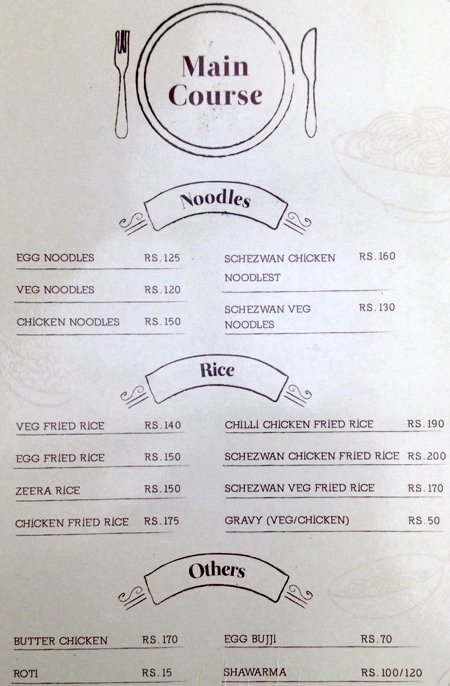 Main
Course
Noodles
EGG NOODLES RS.125
VEG NOODLES RS.120
CHICKEN NOODLES RS.150
SCHEZWAN CHICKEN RS.160
NOODLEST
SCHEZWAN VEG RS.130
NOODLES
Rice
VEG FRIED RICE RS.140
EGG FRIED RICE RS.150
ZEERA RICE RS.150
CHICKEN FRIED RICE RS.175
CHILLI CHICKEN FRIED RICE RS.190
SCHEZWAN CHICKEN FRIED RICE RS.200
SCHEZWAN VEG FRIED RICE RS.170
GRAVY (VEG/CHICKEN) RS.50
Others
BUTTER CHICKEN RS.170
ROTI RS.15
EGG BUJJI RS.70
SHAWARMA RS.100/120